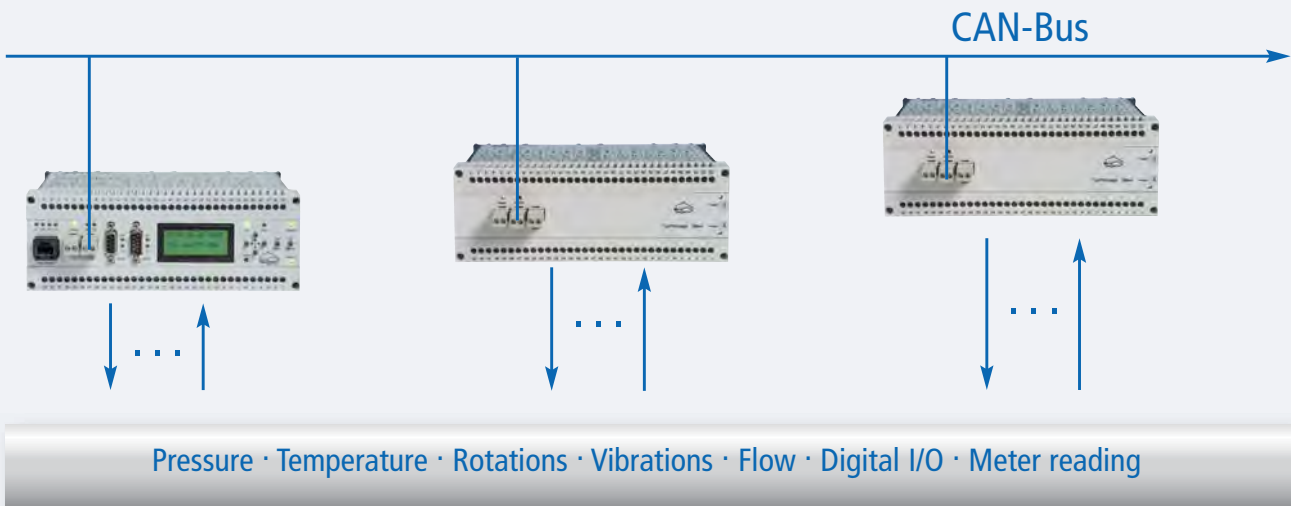 CAN-Bus
Pressure · Temperature · Rotations · Vibrations · Flow · Digital I/O · Meter reading